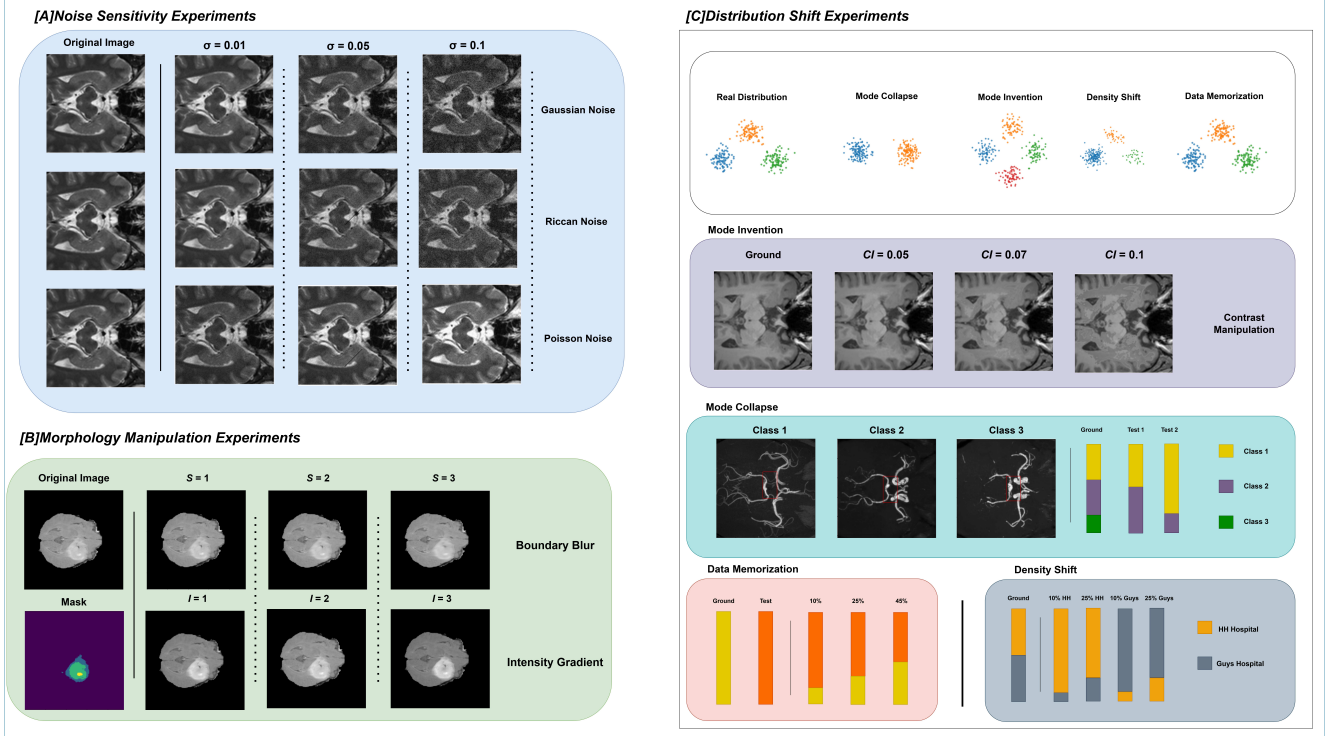 [A]Noise Sensitivity Experiments
Original Image
σ = 0.01
σ = 0.05
σ = 0.1
Gaussian Noise
Riccan Noise
Poisson Noise
[B]Morphology Manipulation Experiments
Original Image
S = 1
S = 2
S = 3
Boundary Blur
Mask
I = 1
I = 2
I = 3
Intensity Gradient
[C]Distribution Shift Experiments
Real Distribution
Mode Collapse
Mode Invention
Density Shift
Data Memorization
Mode Invention
Ground
CI = 0.05
CI = 0.07
CI = 0.1
Contrast
Manipulation
Mode Collapse
Class 1
Class 2
Class 3
Ground
Test 1
Test 2
Class 1
Class 2
Class 3
Data Memorization
Ground
Test
10%
25%
45%
Density Shift
Ground
10% HH
25% HH
10% Guys
25% Guys
HH Hospital
Guys Hospital